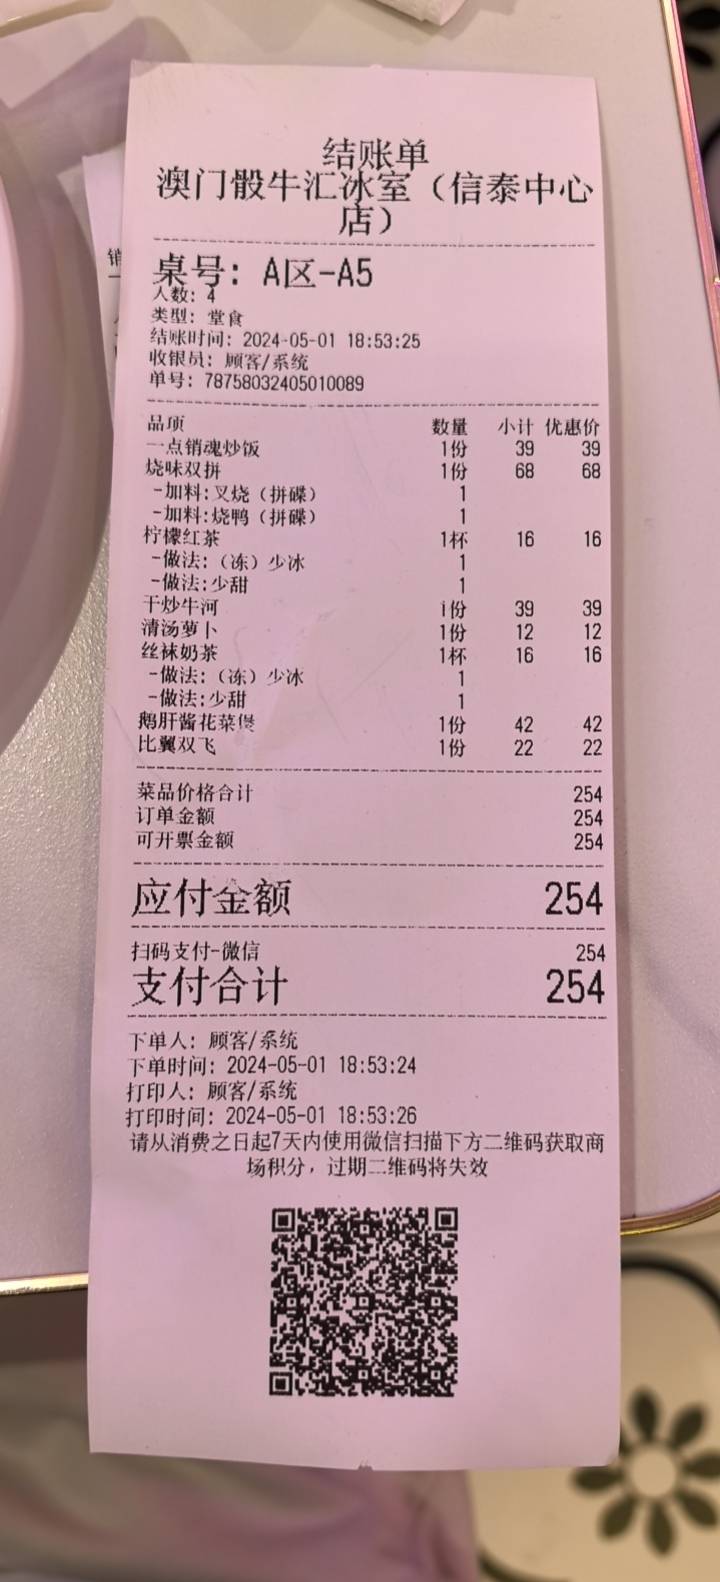 结账单
澳门骰牛汇冰室（信泰中心
店）
桌号：A区-A5
人数：4
类型：堂食
结账时间：2024-05-01 18:53:25
收银员：顾客/系统
单号：78758032405010089
品项 数量 小计 优惠价
一点销魂炒饭 1份 39 39
烧味双拼 1份 68 68
-加料:叉烧（拼碟） 1
-加料:烧鸭（拼碟） 1
柠檬红茶 1杯 16 16
-做法:（冻）少冰 1
-做法:少甜 1
干炒牛河 1份 39 39
清汤萝卜 1份 12 12
丝袜奶茶 1杯 16 16
-做法:（冻）少冰 1
-做法:少甜 1
鹅肝酱花菜煲 1份 42 42
比翼双飞 1份 22 22
菜品价格合计 254
订单金额 254
可开票金额 254
应付金额 254
扫码支付-微信 254
支付合计 254
下单人：顾客/系统
下单时间：2024-05-01 18:53:24
打印人：顾客/系统
打印时间：2024-05-01 18:53:26
请从消费之日起7天内使用微信扫描下方二维码获取商
场积分，过期二维码将失效
销